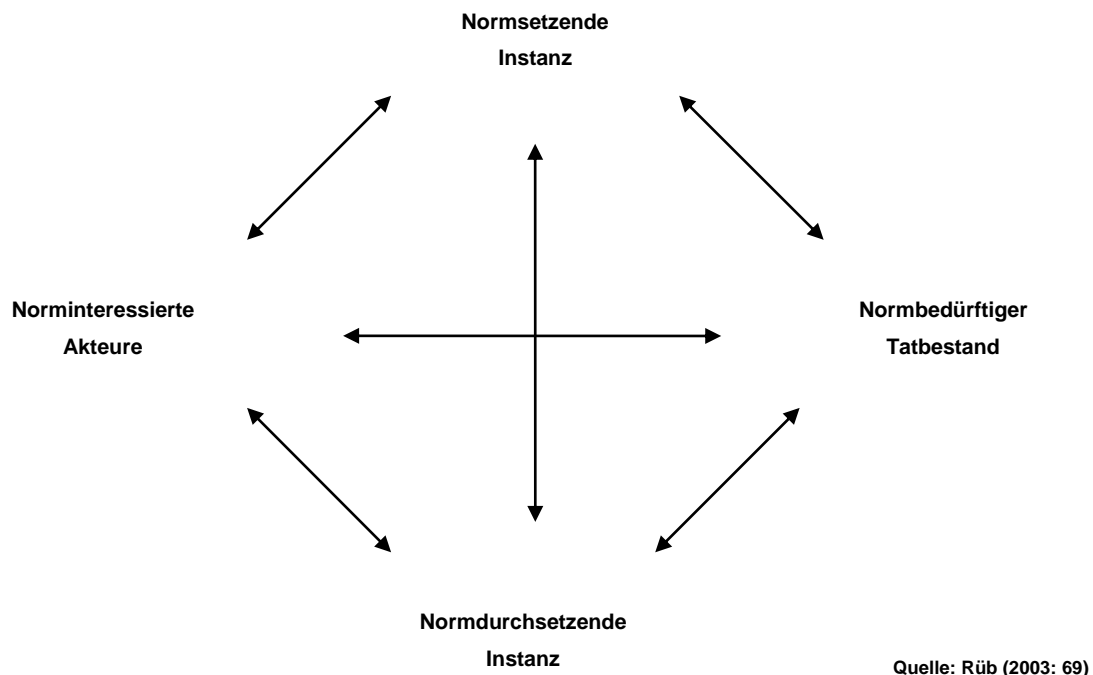 Normsetzende
Instanz
Norminteressierte
Akteure
Normbedürftiger
Tatbestand
Normdurchsetzende
Instanz
Quelle: Rüb (2003: 69)